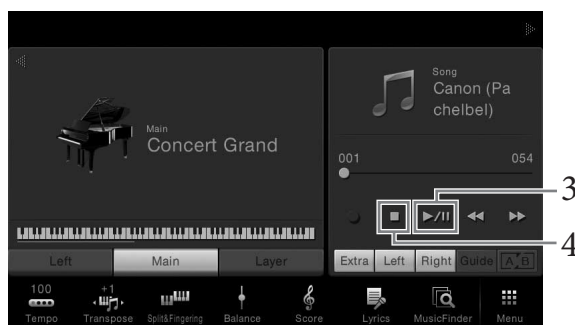 Song
Canon (Pa
chelbel)
Main
Concert Grand
001
054
3
4
Left
Main
Layer
Extra
Left
Right
Guide
A B
100
+1
Tempo
Transpose
Split&Fingering
Balance
Score
Lyrics
MusicFinder
Menu